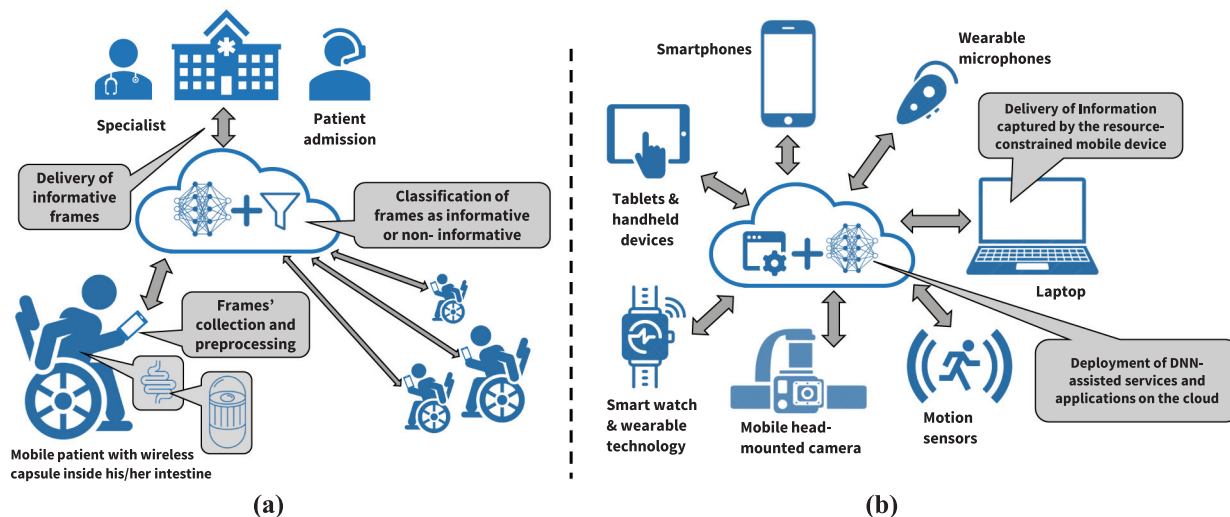 Specialist
Patient
admission
Delivery of
informative
frames
Classification of
frames as informative
or non- informative
Frames’
collection and
preprocessing
Mobile patient with wireless
capsule inside his/her intestine
(a)
Smartphones
Wearable
microphones
Delivery of Information
captured by the resource-
constrained mobile device
Tablets &
handheld
devices
Laptop
Smart watch
& wearable
technology
Mobile head-
mounted camera
Motion
sensors
Deployment of DNN-
assisted services and
applications on the cloud
(b)